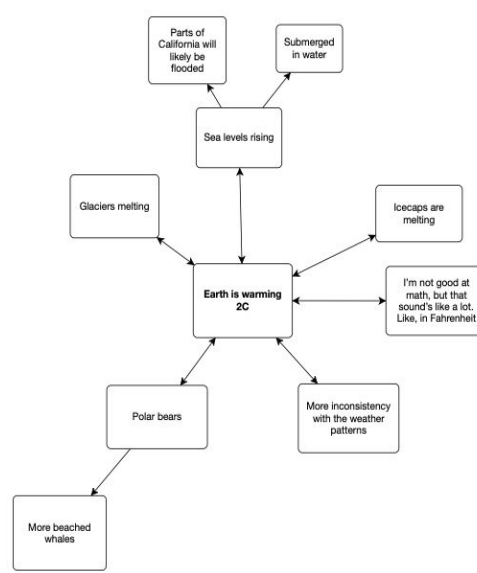 Parts of
California will
likely be
flooded
Submerged
in water
Sea levels rising
Glaciers melting
Icecaps are
melting
Earth is warming
2C
I'm not good at
math, but that
sound's like a lot.
Like, in Fahrenheit
Polar bears
More inconsistency
with the weather
patterns
More beached
whales